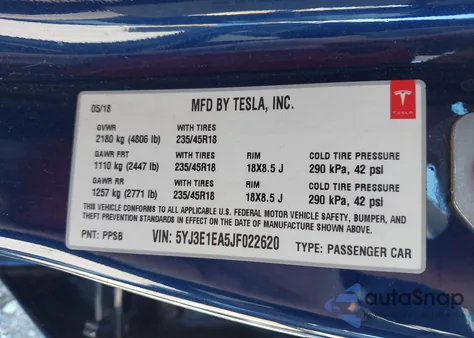 05/18 MFD BY TESLA, INC.
TESLA
GVWR WITH TIRES
2180 kg (4806 lb) 235/45R18
GAWR FRT WITH TIRES RIM COLD TIRE PRESSURE
1110 kg (2447 lb) 235/45R18 18X8.5 J 290 kPa, 42 psi
GAWR RR WITH TIRES RIM COLD TIRE PRESSURE
1257 kg (2771 lb) 235/45R18 18X8.5 J 290 kPa, 42 psi
THIS VEHICLE CONFORMS TO ALL APPLICABLE U.S. FEDERAL MOTOR VEHICLE SAFETY, BUMPER, AND
THEFT PREVENTION STANDARDS IN EFFECT ON THE DATE OF MANUFACTURE SHOWN ABOVE.
PNT: PPSB VIN: 5YJ3E1EA5JF022620 TYPE: PASSENGER CAR
autoSnap